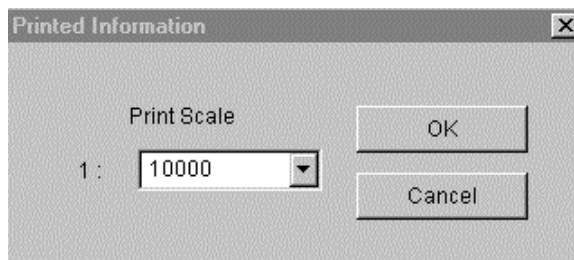 Printed Information
Print Scale
1 :
10000
OK
Cancel